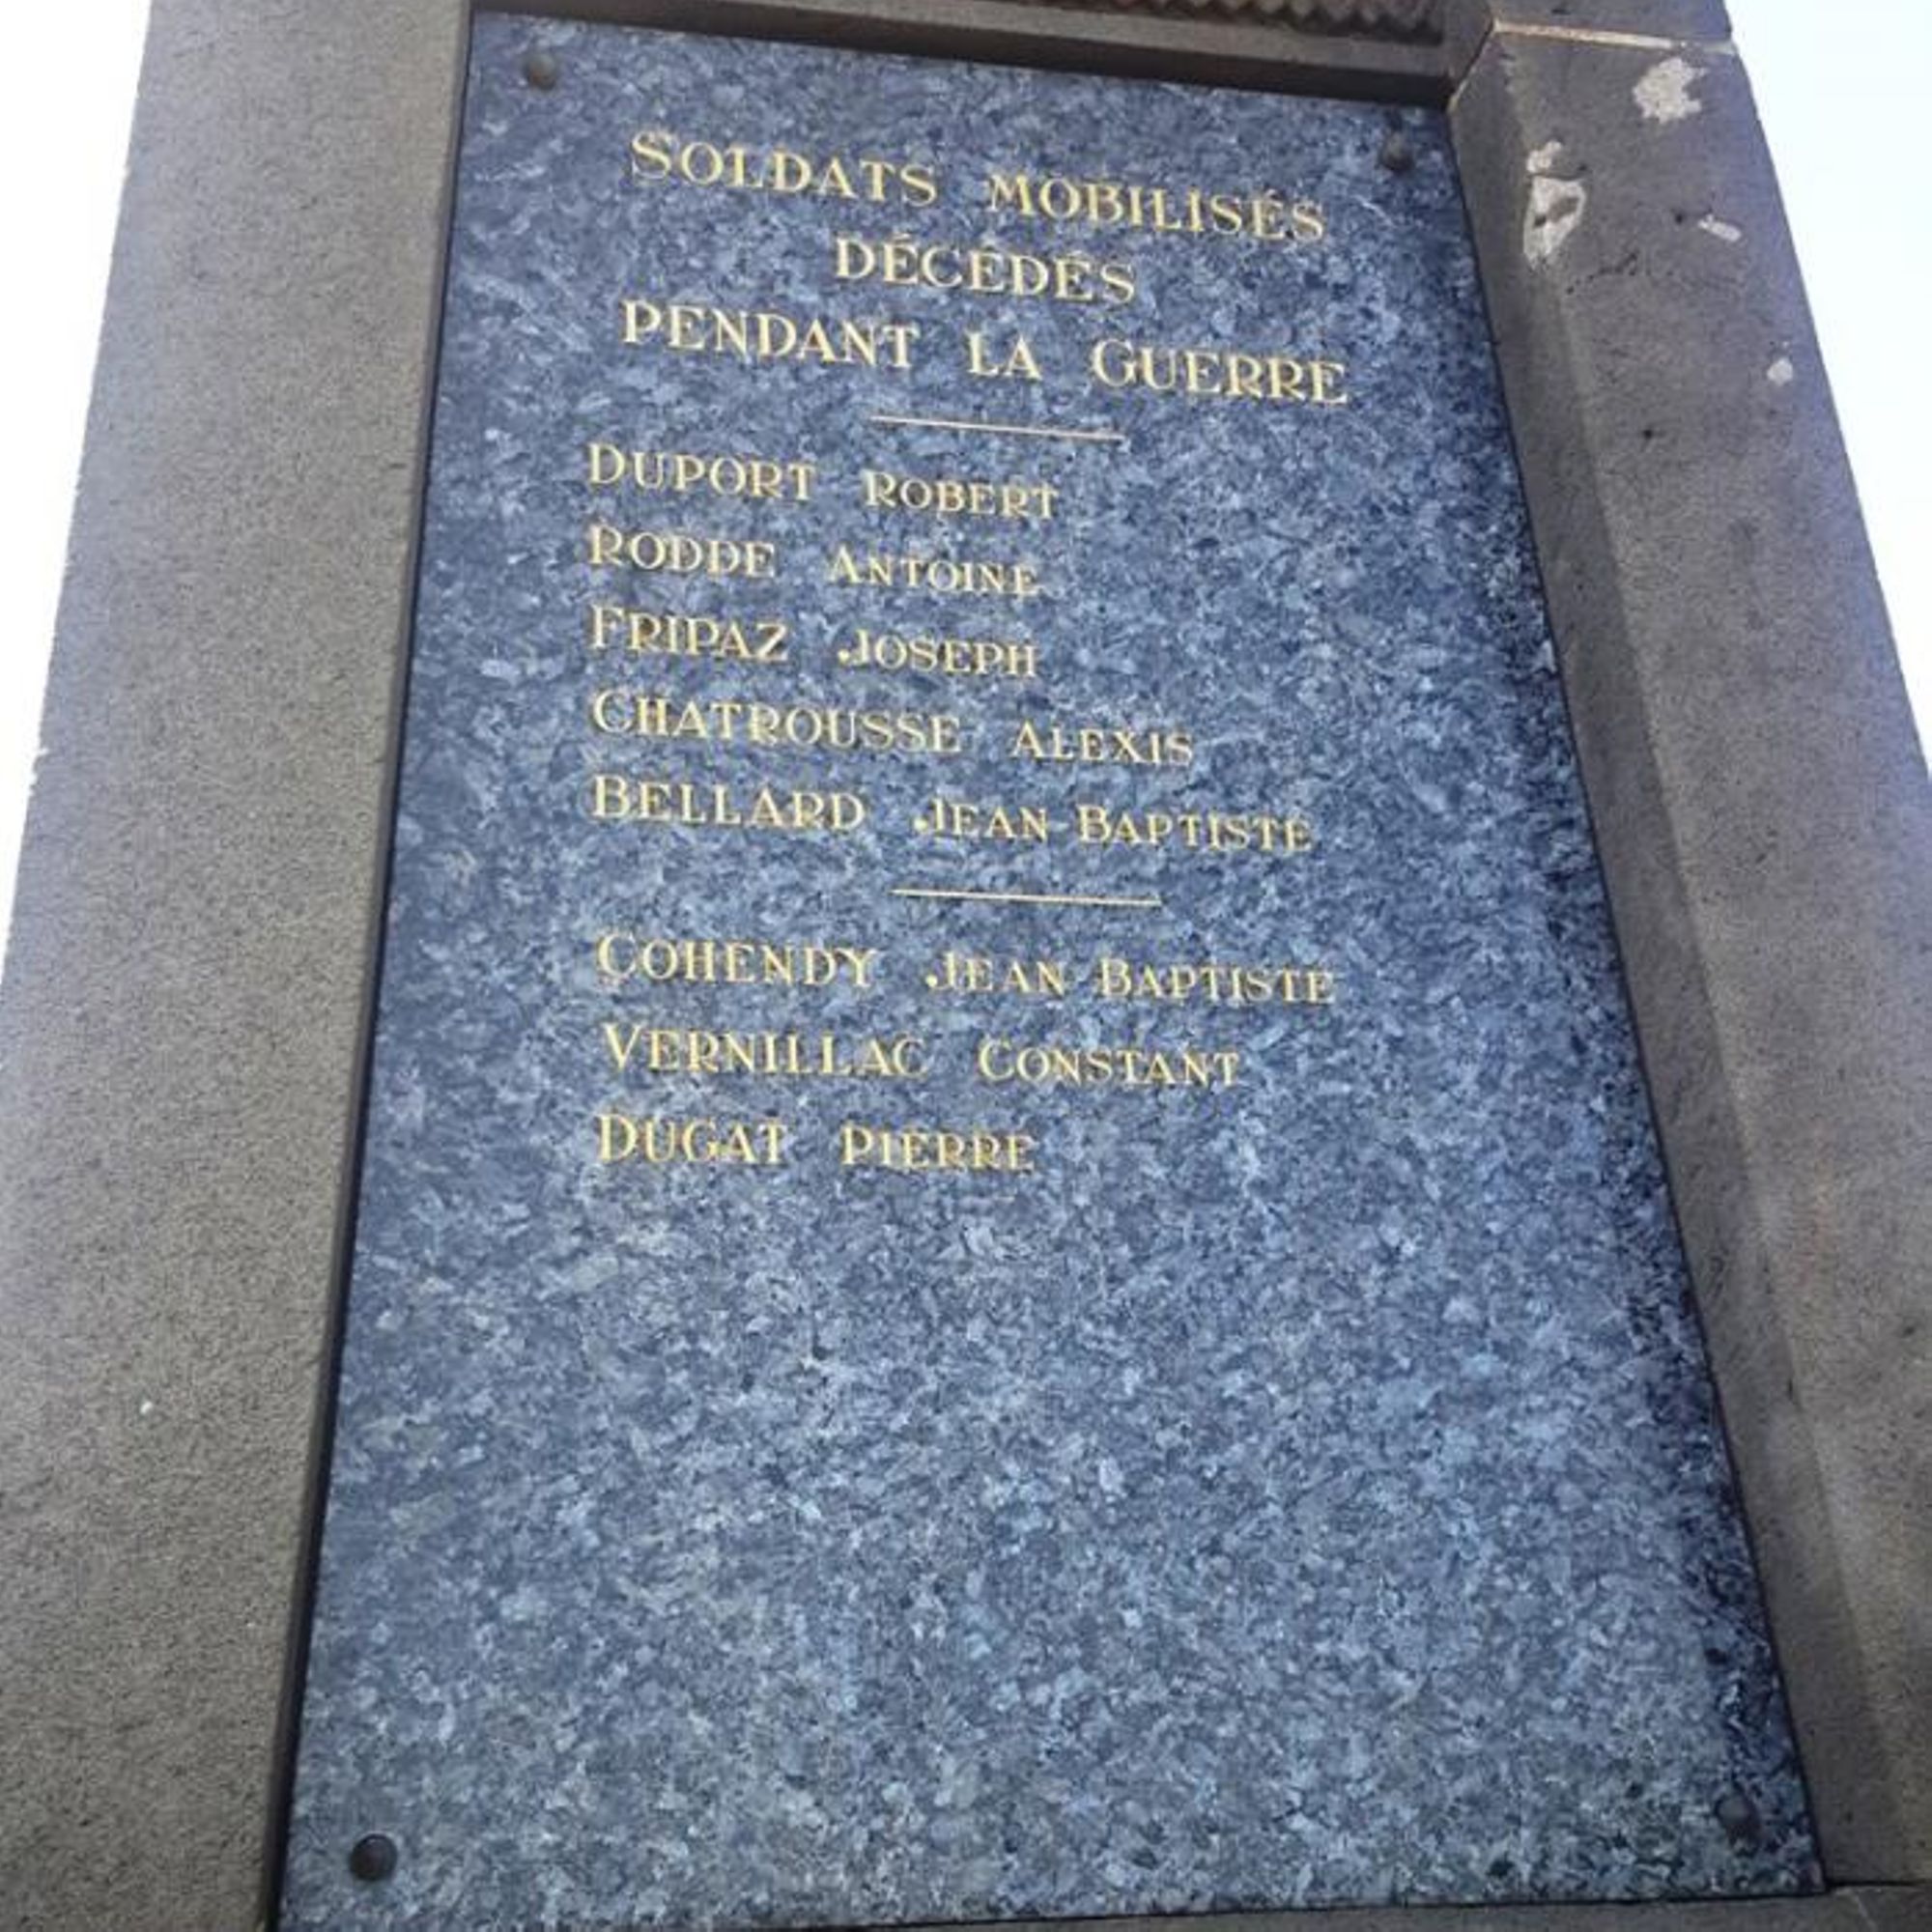 SOLDATS MOBILISÉS
DÉCÉDÉS
PENDANT LA GUERRE
DUPORT ROBERT
RODDE ANTOINE
FRIPAZ JOSEPH
CHATROUSSE ALEXIS
BELLARD JEAN-BAPTISTE
COHENDY JEAN-BAPTISTE
VERNILLAC CONSTANT
DUGAT PIERRE